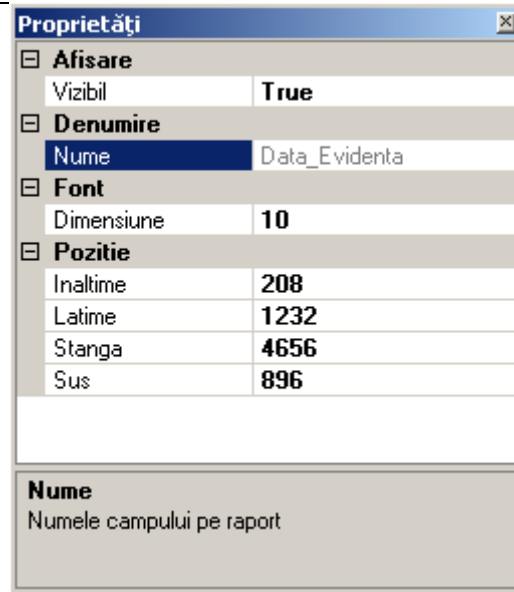 Proprietăţi
Afisare
Vizibil True
Denumire
Nume Data_Evidenta
Font
Dimensiune 10
Pozitie
Inaltime 208
Latime 1232
Stanga 4656
Sus 896
Nume
Numele campului pe raport